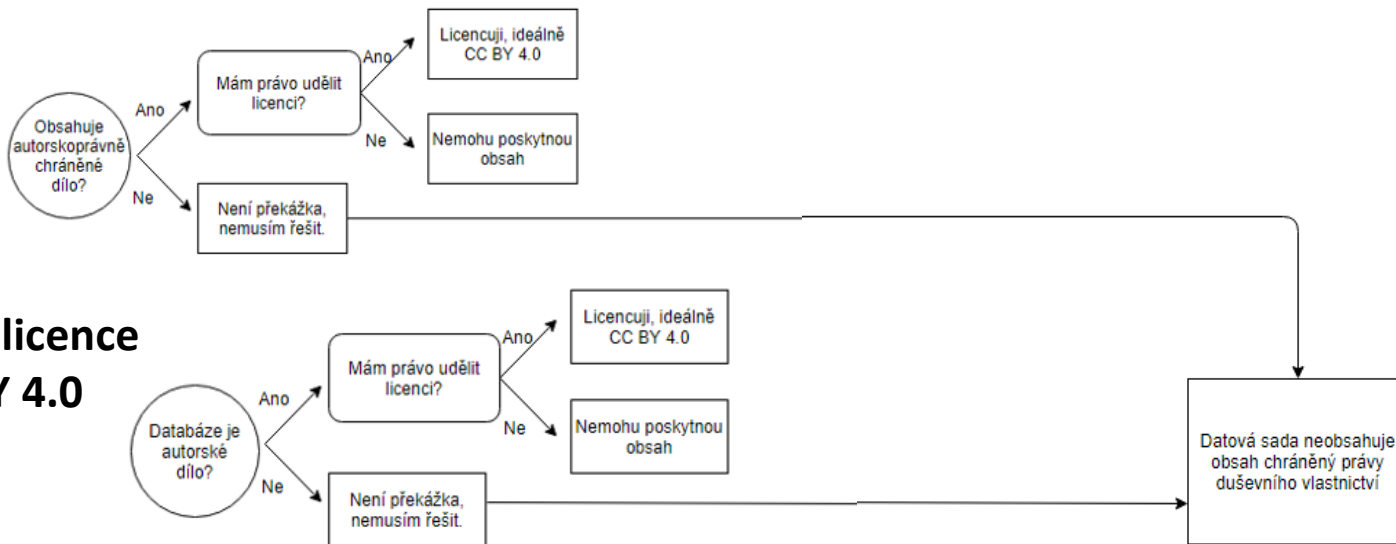 Licencuji, ideálně
CC BY 4.0
Ano
Mám právo udělit
licenci?
Ano
Obsahuje
autorskoprávně
chráněné
dílo?
Ne
Nemohu poskytnou
obsah
Ne
Není překážka,
nemusím řešit.
licence
Y 4.0
Licencuji, ideálně
CC BY 4.0
Ano
Mám právo udělit
licenci?
Ano
Databáze je
autorské
dílo?
Ne
Nemohu poskytnou
obsah
Ne
Není překážka,
nemusím řešit.
Datová sada neobsahuje
obsah chráněný právy
duševního vlastnictví